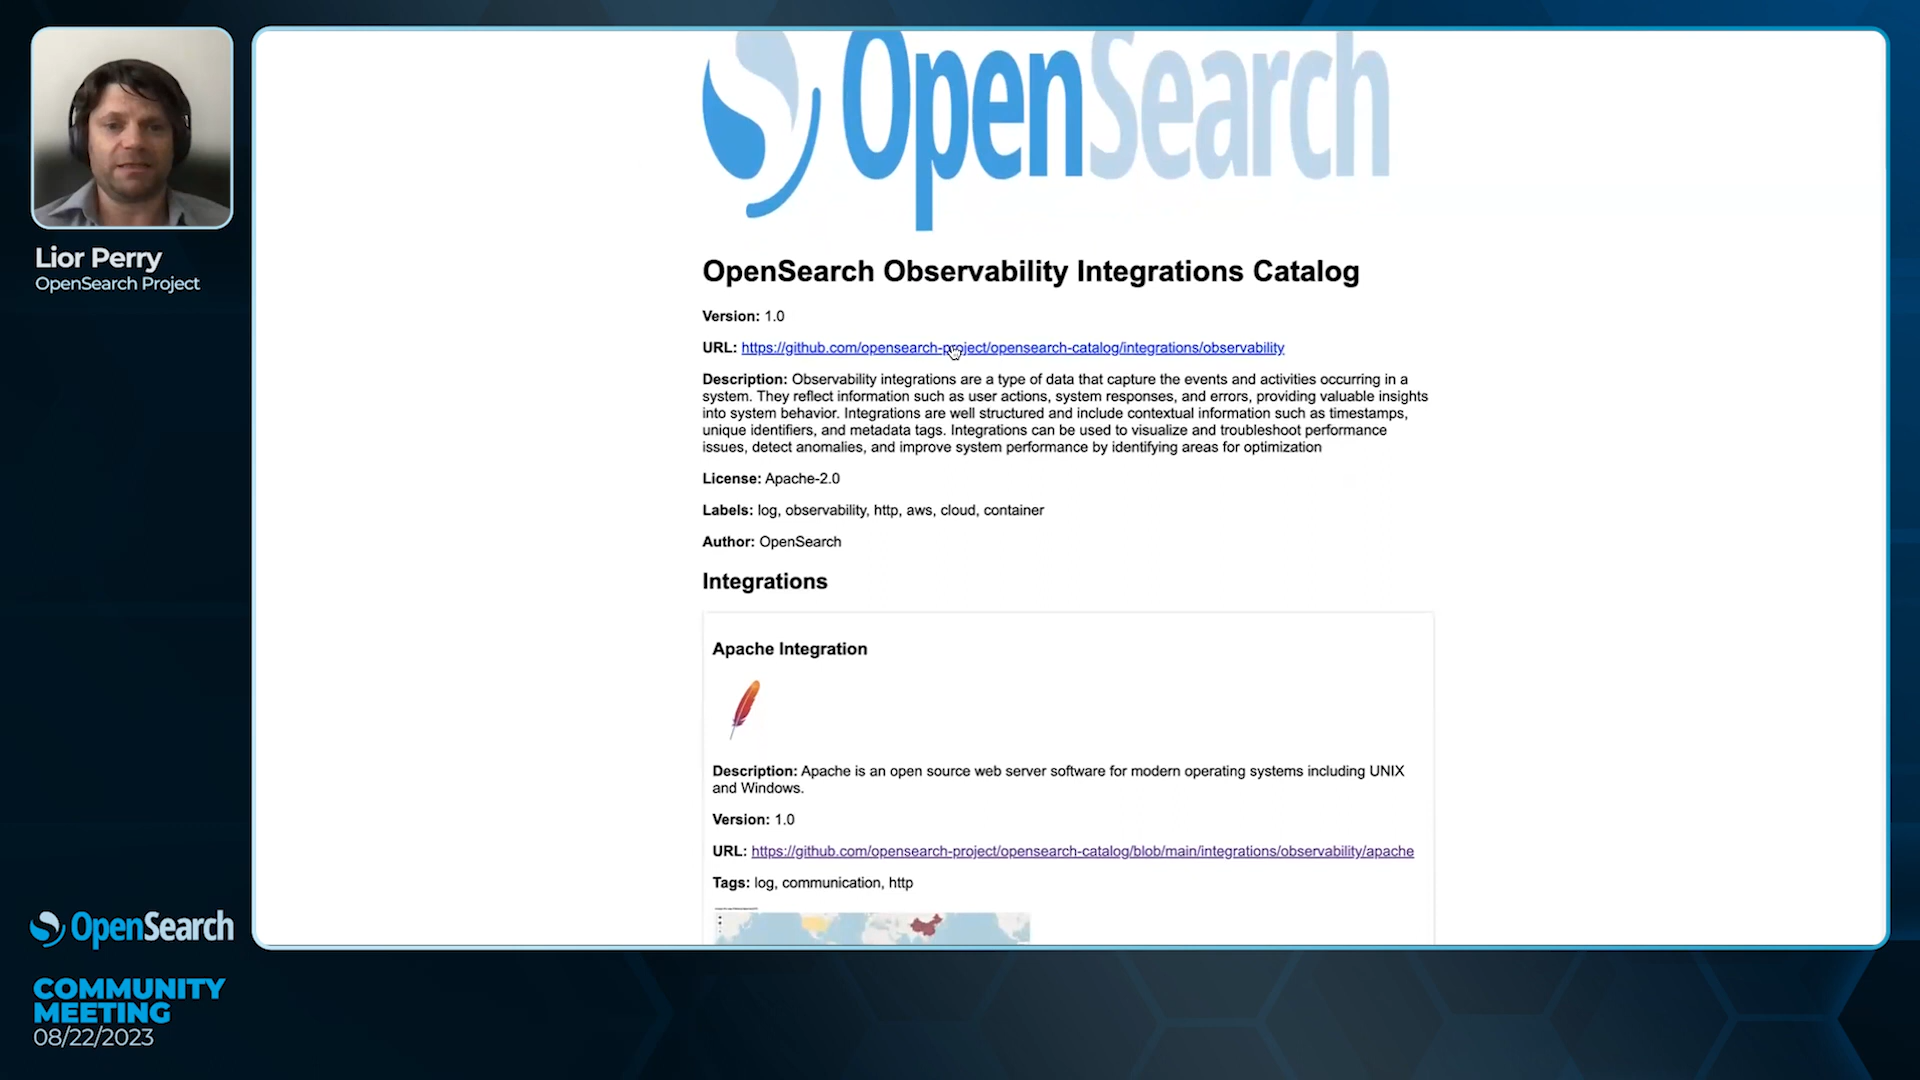 Lior Perry
OpenSearch Project
OpenSearch
COMMUNITY
MEETING
08/22/2023
OpenSearch
OpenSearch Observability Integrations Catalog
Version: 1.0
URL: https://github.com/opensearch-project/opensearch-catalog/integrations/observability
Description: Observability integrations are a type of data that capture the events and activities occurring in a
system. They reflect information such as user actions, system responses, and errors, providing valuable insights
into system behavior. Integrations are well structured and include contextual information such as timestamps,
unique identifiers, and metadata tags. Integrations can be used to visualize and troubleshoot performance
issues, detect anomalies, and improve system performance by identifying areas for optimization
License: Apache-2.0
Labels: log, observability, http, aws, cloud, container
Author: OpenSearch
Integrations
Apache Integration
Description: Apache is an open source web server software for modern operating systems including UNIX
and Windows.
Version: 1.0
URL: https://github.com/opensearch-project/opensearch-catalog/blob/main/integrations/observability/apache
Tags: log, communication, http